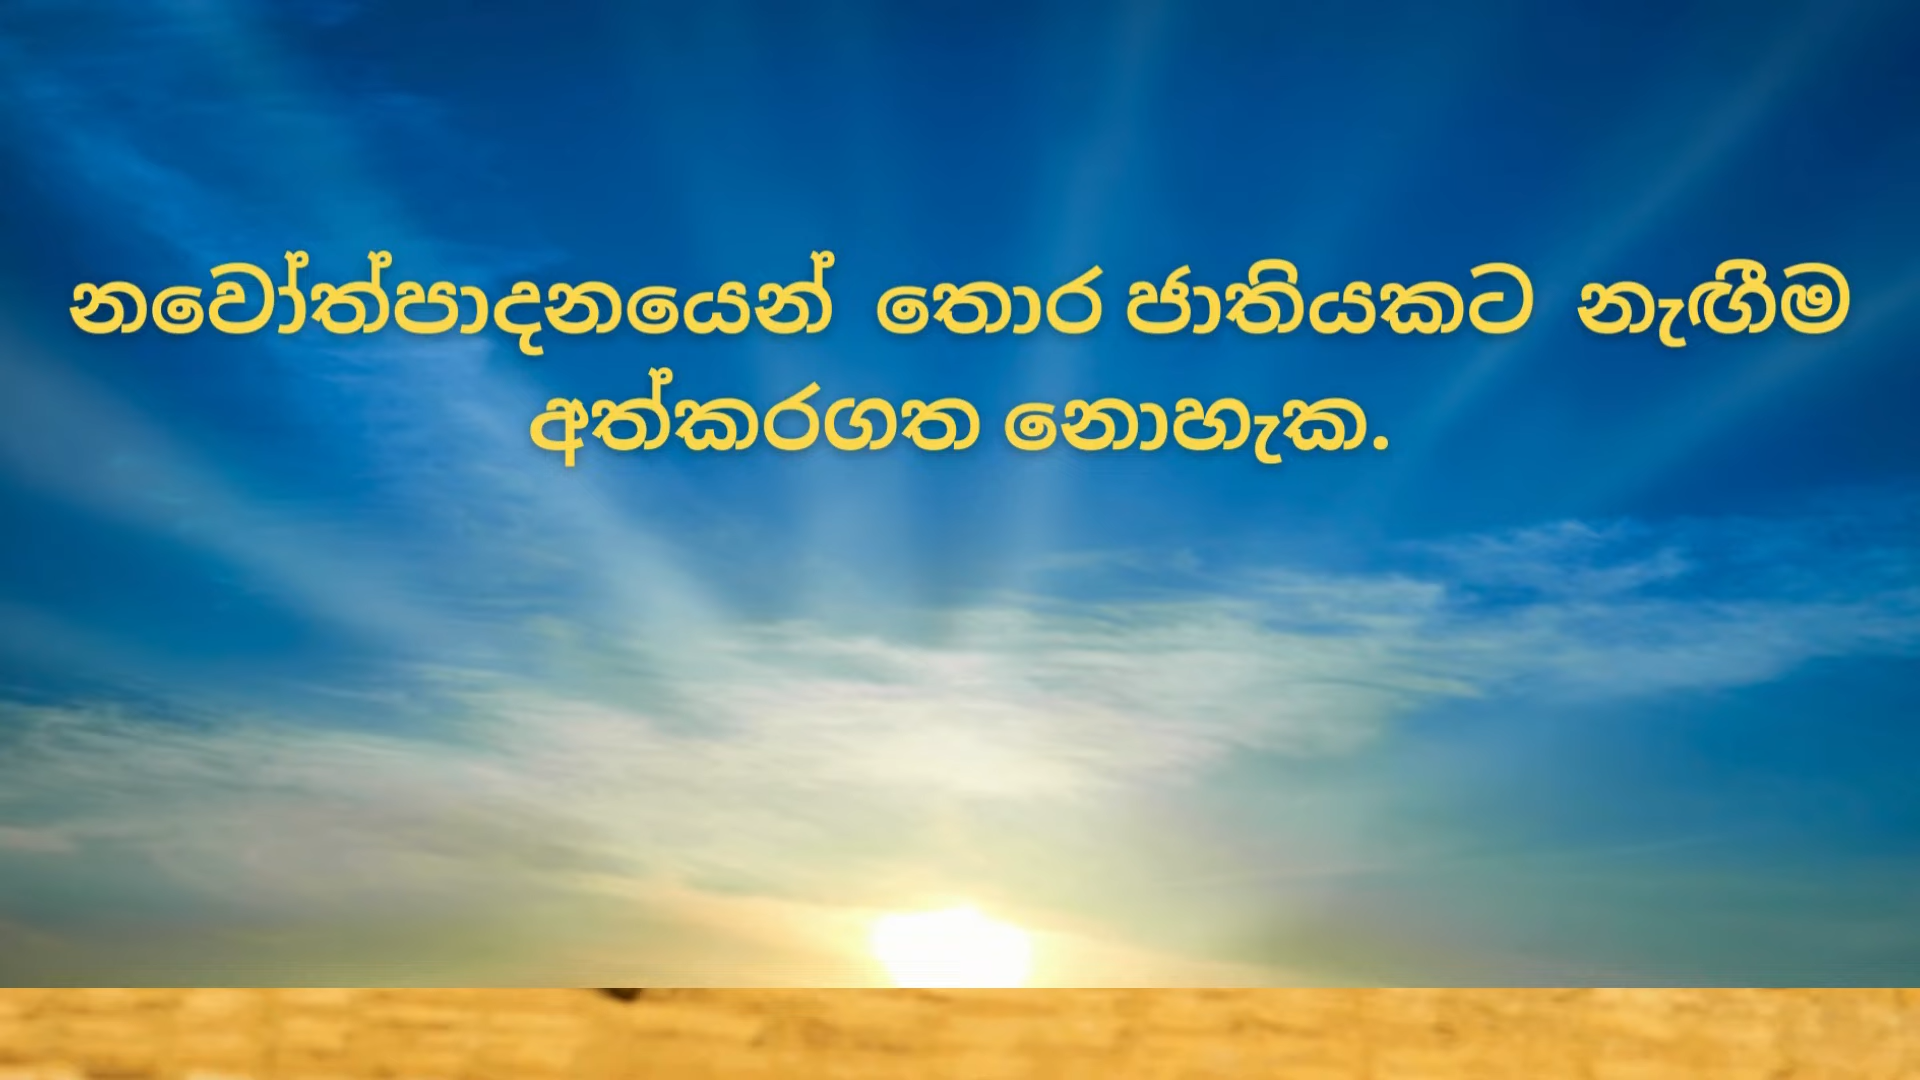 නවෝත්පාදනයෙන් තොර ජාතියකට නැඟීම
අත්කරගත නොහැක.